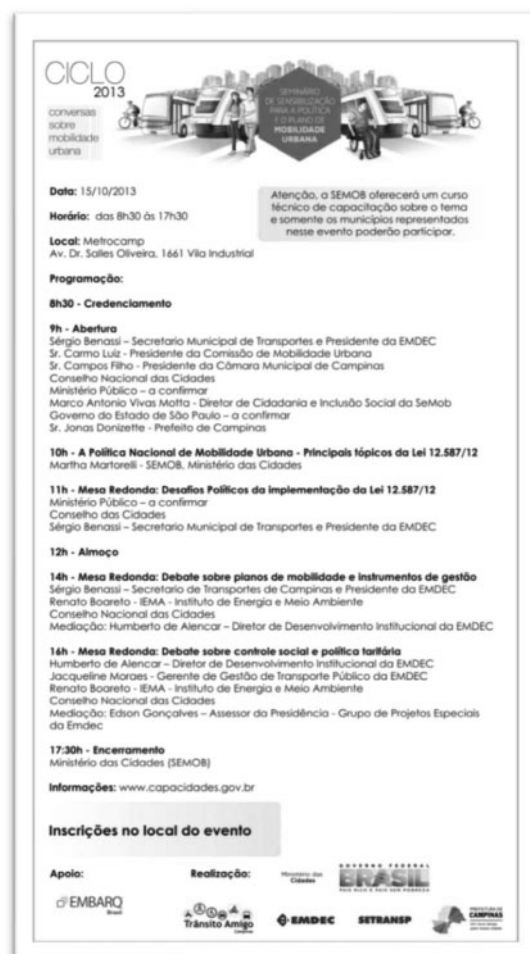 CICLO
2013
conversas
sobre
mobilidade
urbana
SEMINÁRIO
DE SENSIBILIZAÇÃO
PARA A POLÍTICA
E O PLANO DE
MOBILIDADE
URBANA
Data: 15/10/2013
Horário: das 8h30 às 17h30
Local: Metrocamp
Av. Dr. Salles Oliveira, 1661 Vila Industrial
Atenção, a SEMOB oferecerá um curso
técnico de capacitação sobre o tema
e somente os municípios representados
nesse evento poderão participar.
Programação:
8h30 - Credenciamento
9h - Abertura
Sérgio Benassi – Secretario Municipal de Transportes e Presidente da EMDEC
Sr. Carmo Luiz - Presidente da Comissão de Mobilidade Urbana
Sr. Campos Filho - Presidente da Câmara Municipal de Campinas
Conselho Nacional das Cidades
Ministério Público – a confirmar
Marco Antonio Vivas Motta - Diretor de Cidadania e Inclusão Social da SeMob
Governo do Estado de São Paulo – a confirmar
Sr. Jonas Donizette - Prefeito de Campinas
10h - A Política Nacional de Mobilidade Urbana - Principais tópicos da Lei 12.587/12
Martha Martorelli - SEMOB, Ministério das Cidades
11h - Mesa Redonda: Desafios Políticos da implementação da Lei 12.587/12
Ministério Público – a confirmar
Conselho das Cidades
Sérgio Benassi – Secretario Municipal de Transportes e Presidente da EMDEC
12h - Almoço
14h - Mesa Redonda: Debate sobre planos de mobilidade e instrumentos de gestão
Sérgio Benassi – Secretario de Transportes de Campinas e Presidente da EMDEC
Renato Boareto - IEMA - Instituto de Energia e Meio Ambiente
Conselho Nacional das Cidades
Mediação: Humberto de Alencar – Diretor de Desenvolvimento Institucional da EMDEC
16h - Mesa Redonda: Debate sobre controle social e política tarifária
Humberto de Alencar – Diretor de Desenvolvimento Institucional da EMDEC
Jacqueline Moraes - Gerente de Gestão de Transporte Público da EMDEC
Renato Boareto - IEMA - Instituto de Energia e Meio Ambiente
Conselho Nacional das Cidades
Mediação: Edson Gonçalves – Assessor da Presidência - Grupo de Projetos Especiais
da Emdec
17:30h - Encerramento
Ministério das Cidades (SEMOB)
Informações: www.capacidades.gov.br
Inscrições no local do evento
Apoio:
EMBARQ
Brasil
Realização:
Trânsito Amigo
Campinas
Ministério das
Cidades
GOVERNO FEDERAL
BRASIL
PAÍS RICO É PAÍS SEM POBREZA
EMDEC
SETRANSP
PREFEITURA DE
CAMPINAS